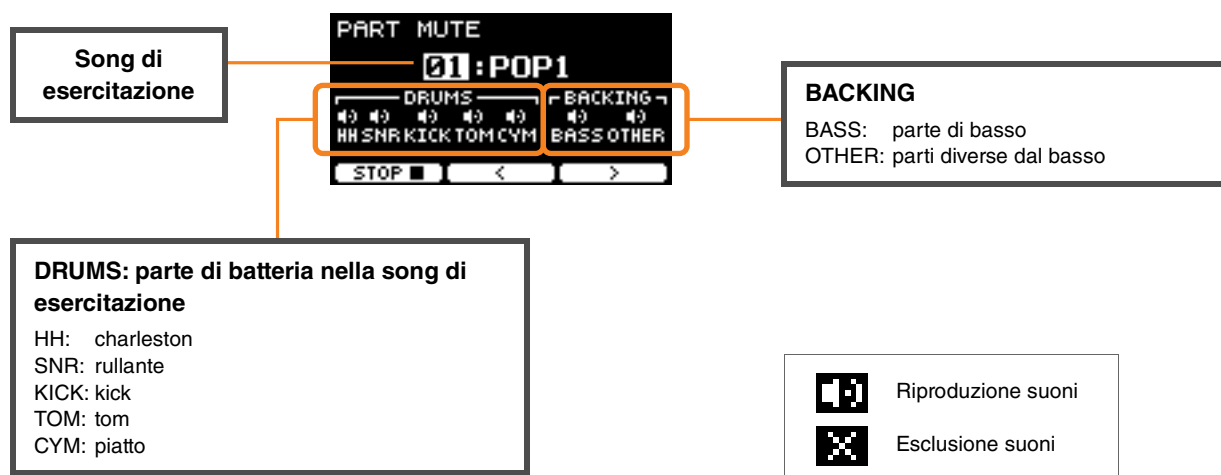 Song di
esercitazione
PART MUTE
01:POP1
DRUMS
BACKING
HH SNR KICK TOM CYM BASS OTHER
STOP ■ < >
BACKING
BASS: parte di basso
OTHER: parti diverse dal basso
DRUMS: parte di batteria nella song di
esercitazione
HH: charleston
SNR: rullante
KICK: kick
TOM: tom
CYM: piatto
Riproduzione suoni
Esclusione suoni